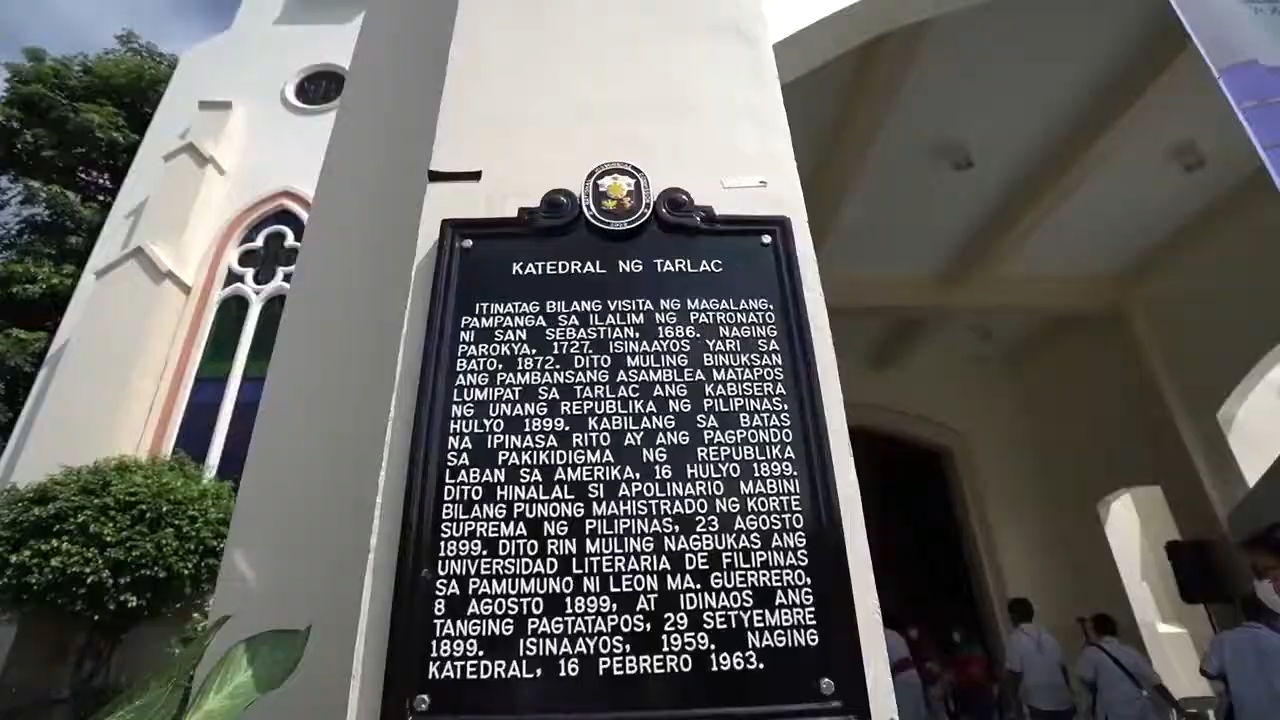 KATEDRAL NG TARLAC
ITINATAG BILANG VISITA NG MAGALANG,
PAMPANGA SA ILALIM NG PATRONATO
NI SAN SEBASTIAN, 1686. NAGING
PAROKYA, 1727. ISINAAYOS YARI SA
BATO, 1872. DITO MULING BINUKSAN
ANG PAMBANSANG ASAMBLEA MATAPOS
LUMIPAT SA TARLAC ANG KABISERA
NG UNANG REPUBLIKA NG PILIPINAS,
HULYO 1899. KABILANG SA BATAS
NA IPINASA RITO AY ANG PAGPONDO
SA PAKIKIDIGMA NG REPUBLIKA
LABAN SA AMERIKA, 16 HULYO 1899.
DITO HINALAL SI APOLINARIO MABINI
BILANG PUNONG MAHISTRADO NG KORTE
SUPREMA NG PILIPINAS, 23 AGOSTO
1899. DITO RIN MULING NAGBUKAS ANG
UNIVERSIDAD LITERARIA DE FILIPINAS
SA PAMUMUNO NI LEON MA. GUERRERO,
8 AGOSTO 1899, AT IDINAOS ANG
TANGING PAGTATAPOS, 29 SETYEMBRE
1899. ISINAAYOS, 1959. NAGING
KATEDRAL, 16 PEBRERO 1963.